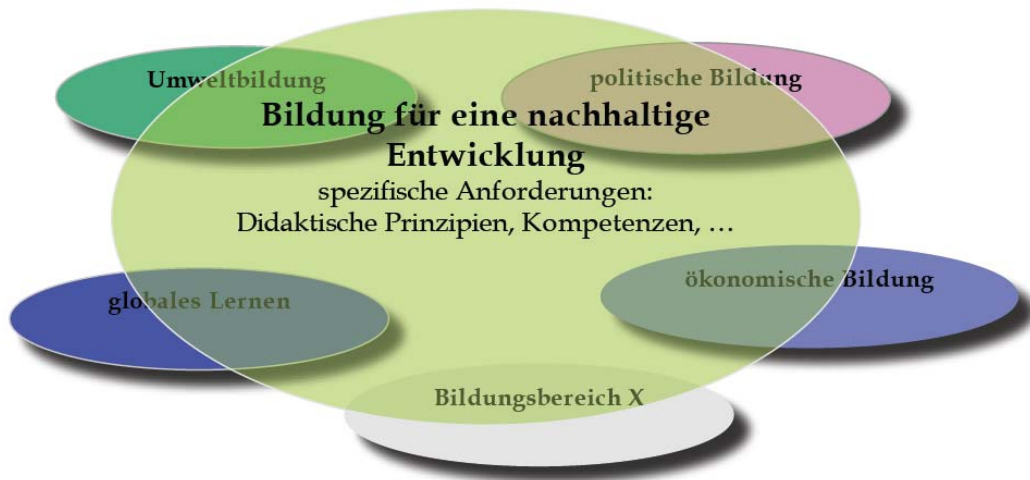 Umweltbildung
politische Bildung
Bildung für eine nachhaltige
Entwicklung
spezifische Anforderungen:
Didaktische Prinzipien, Kompetenzen, …
globales Lernen
ökonomische Bildung
Bildungsbereich X